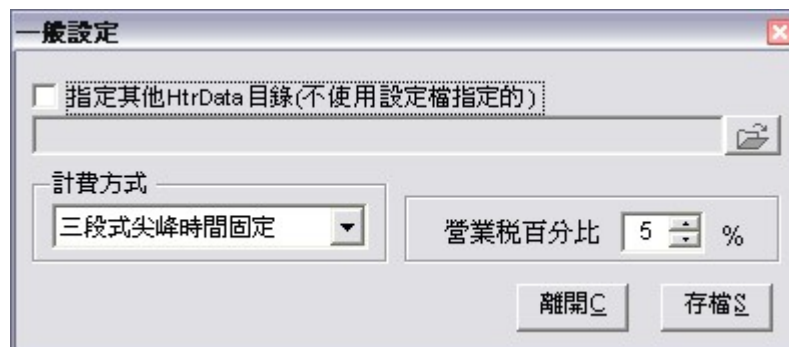 一般設定
指定其他HtrData目錄(不使用設定檔指定的)
計費方式
三段式尖峰時間固定
營業稅百分比 5 %
離開C 存檔S